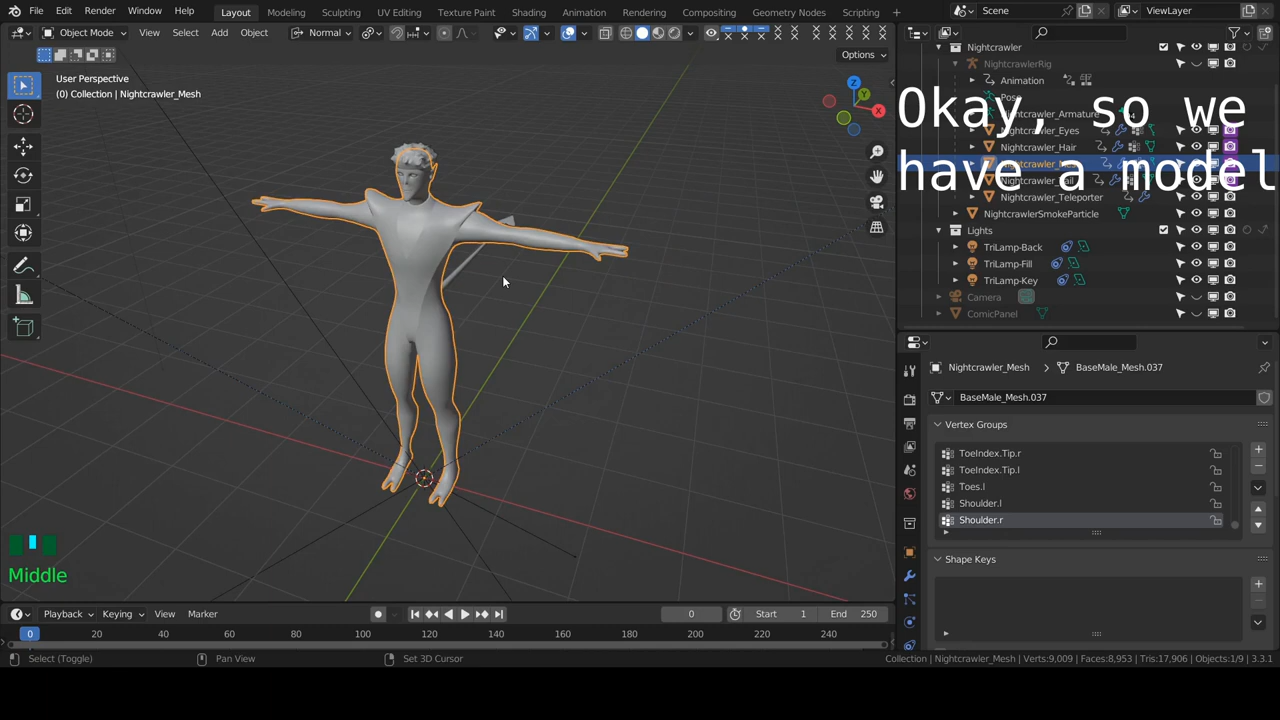 File Edit Render Window Help Layout Modeling Sculpting UV Editing Texture Paint Shading Animation Rendering Compositing Geometry Nodes Scripting + Scene ViewLayer
Object Mode View Select Add Object Normal
Options
User Perspective
(0) Collection | Nightcrawler_Mesh
Z
Y
X
Nightcrawler
NightcrawlerRig
Animation
Okay, so we
have a model
Nightcrawler_Eyes
Nightcrawler_Hair
Nightcrawler_Teleporter
NightcrawlerSmokeParticle
Lights
TriLamp-Back
TriLamp-Fill
TriLamp-Key
Camera
ComicPanel
Nightcrawler_Mesh > BaseMale_Mesh.037
BaseMale_Mesh.037
Vertex Groups
ToeIndex.Tip.r
ToeIndex.Tip.l
Toes.l
Shoulder.l
Shoulder.r
Shape Keys
Middle
Playback Keying View Marker 0 Start 1 End 250
0 20 40 60 80 100 120 140 160 180 200 220 240
Select (Toggle) Pan View Set 3D Cursor Collection | Nightcrawler_Mesh | Verts:9,009 | Faces:8,953 | Tris:17,906 | Objects:1/9 | 3.3.1